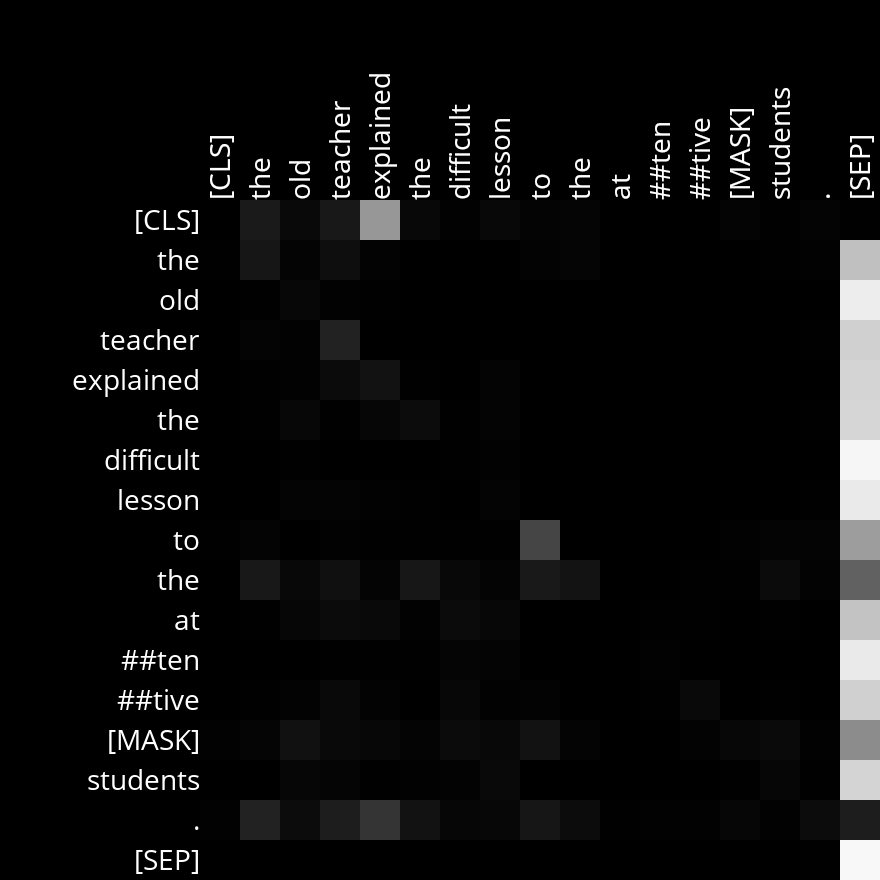 [CLS] the old teacher explained the difficult lesson to the at ##ten ##tive [MASK] students . [SEP]
[CLS]
the
old
teacher
explained
the
difficult
lesson
to
the
at
##ten
##tive
[MASK]
students
.
[SEP]